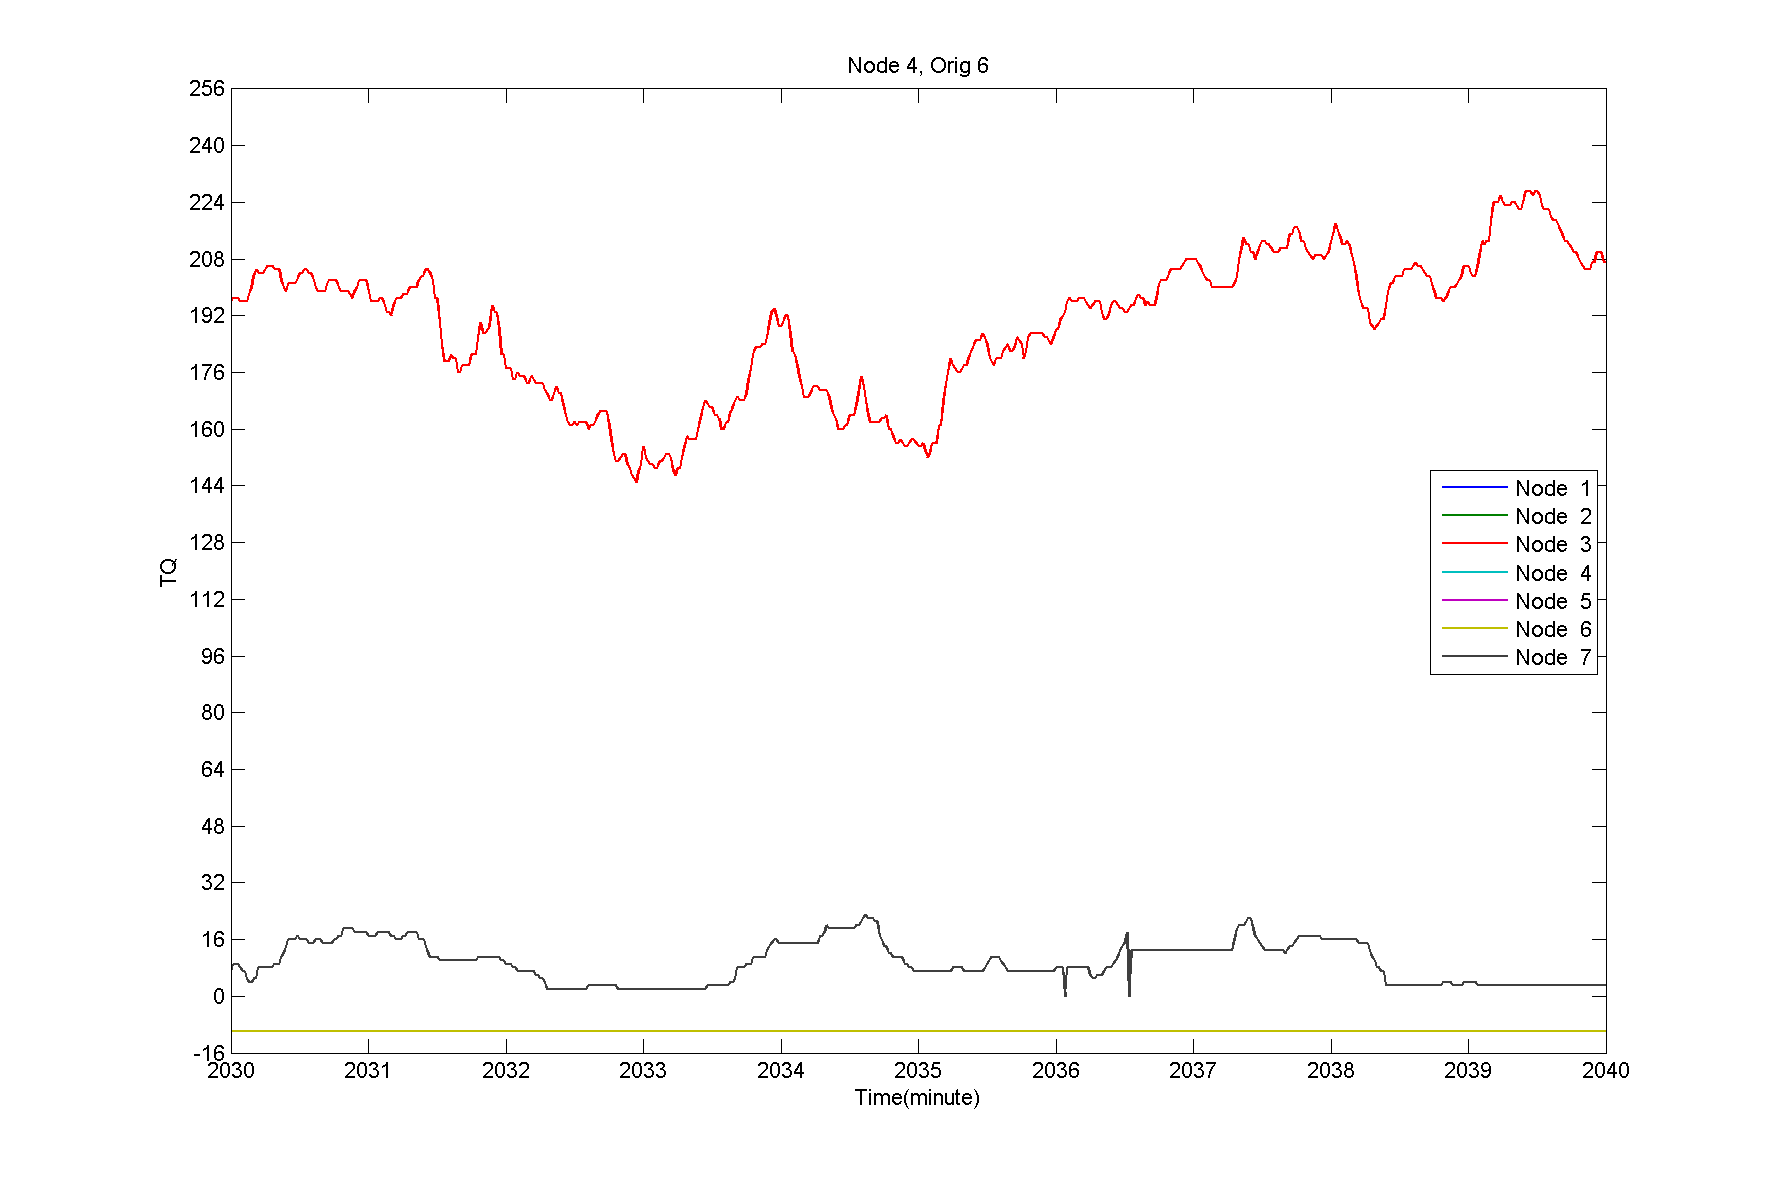 Node 4, Orig 6
256
240
224
208
192
176
160
144
128
112
96
80
64
48
32
16
0
-16
TQ
Node 1
Node 2
Node 3
Node 4
Node 5
Node 6
Node 7
2030 2031 2032 2033 2034 2035 2036 2037 2038 2039 2040
Time(minute)